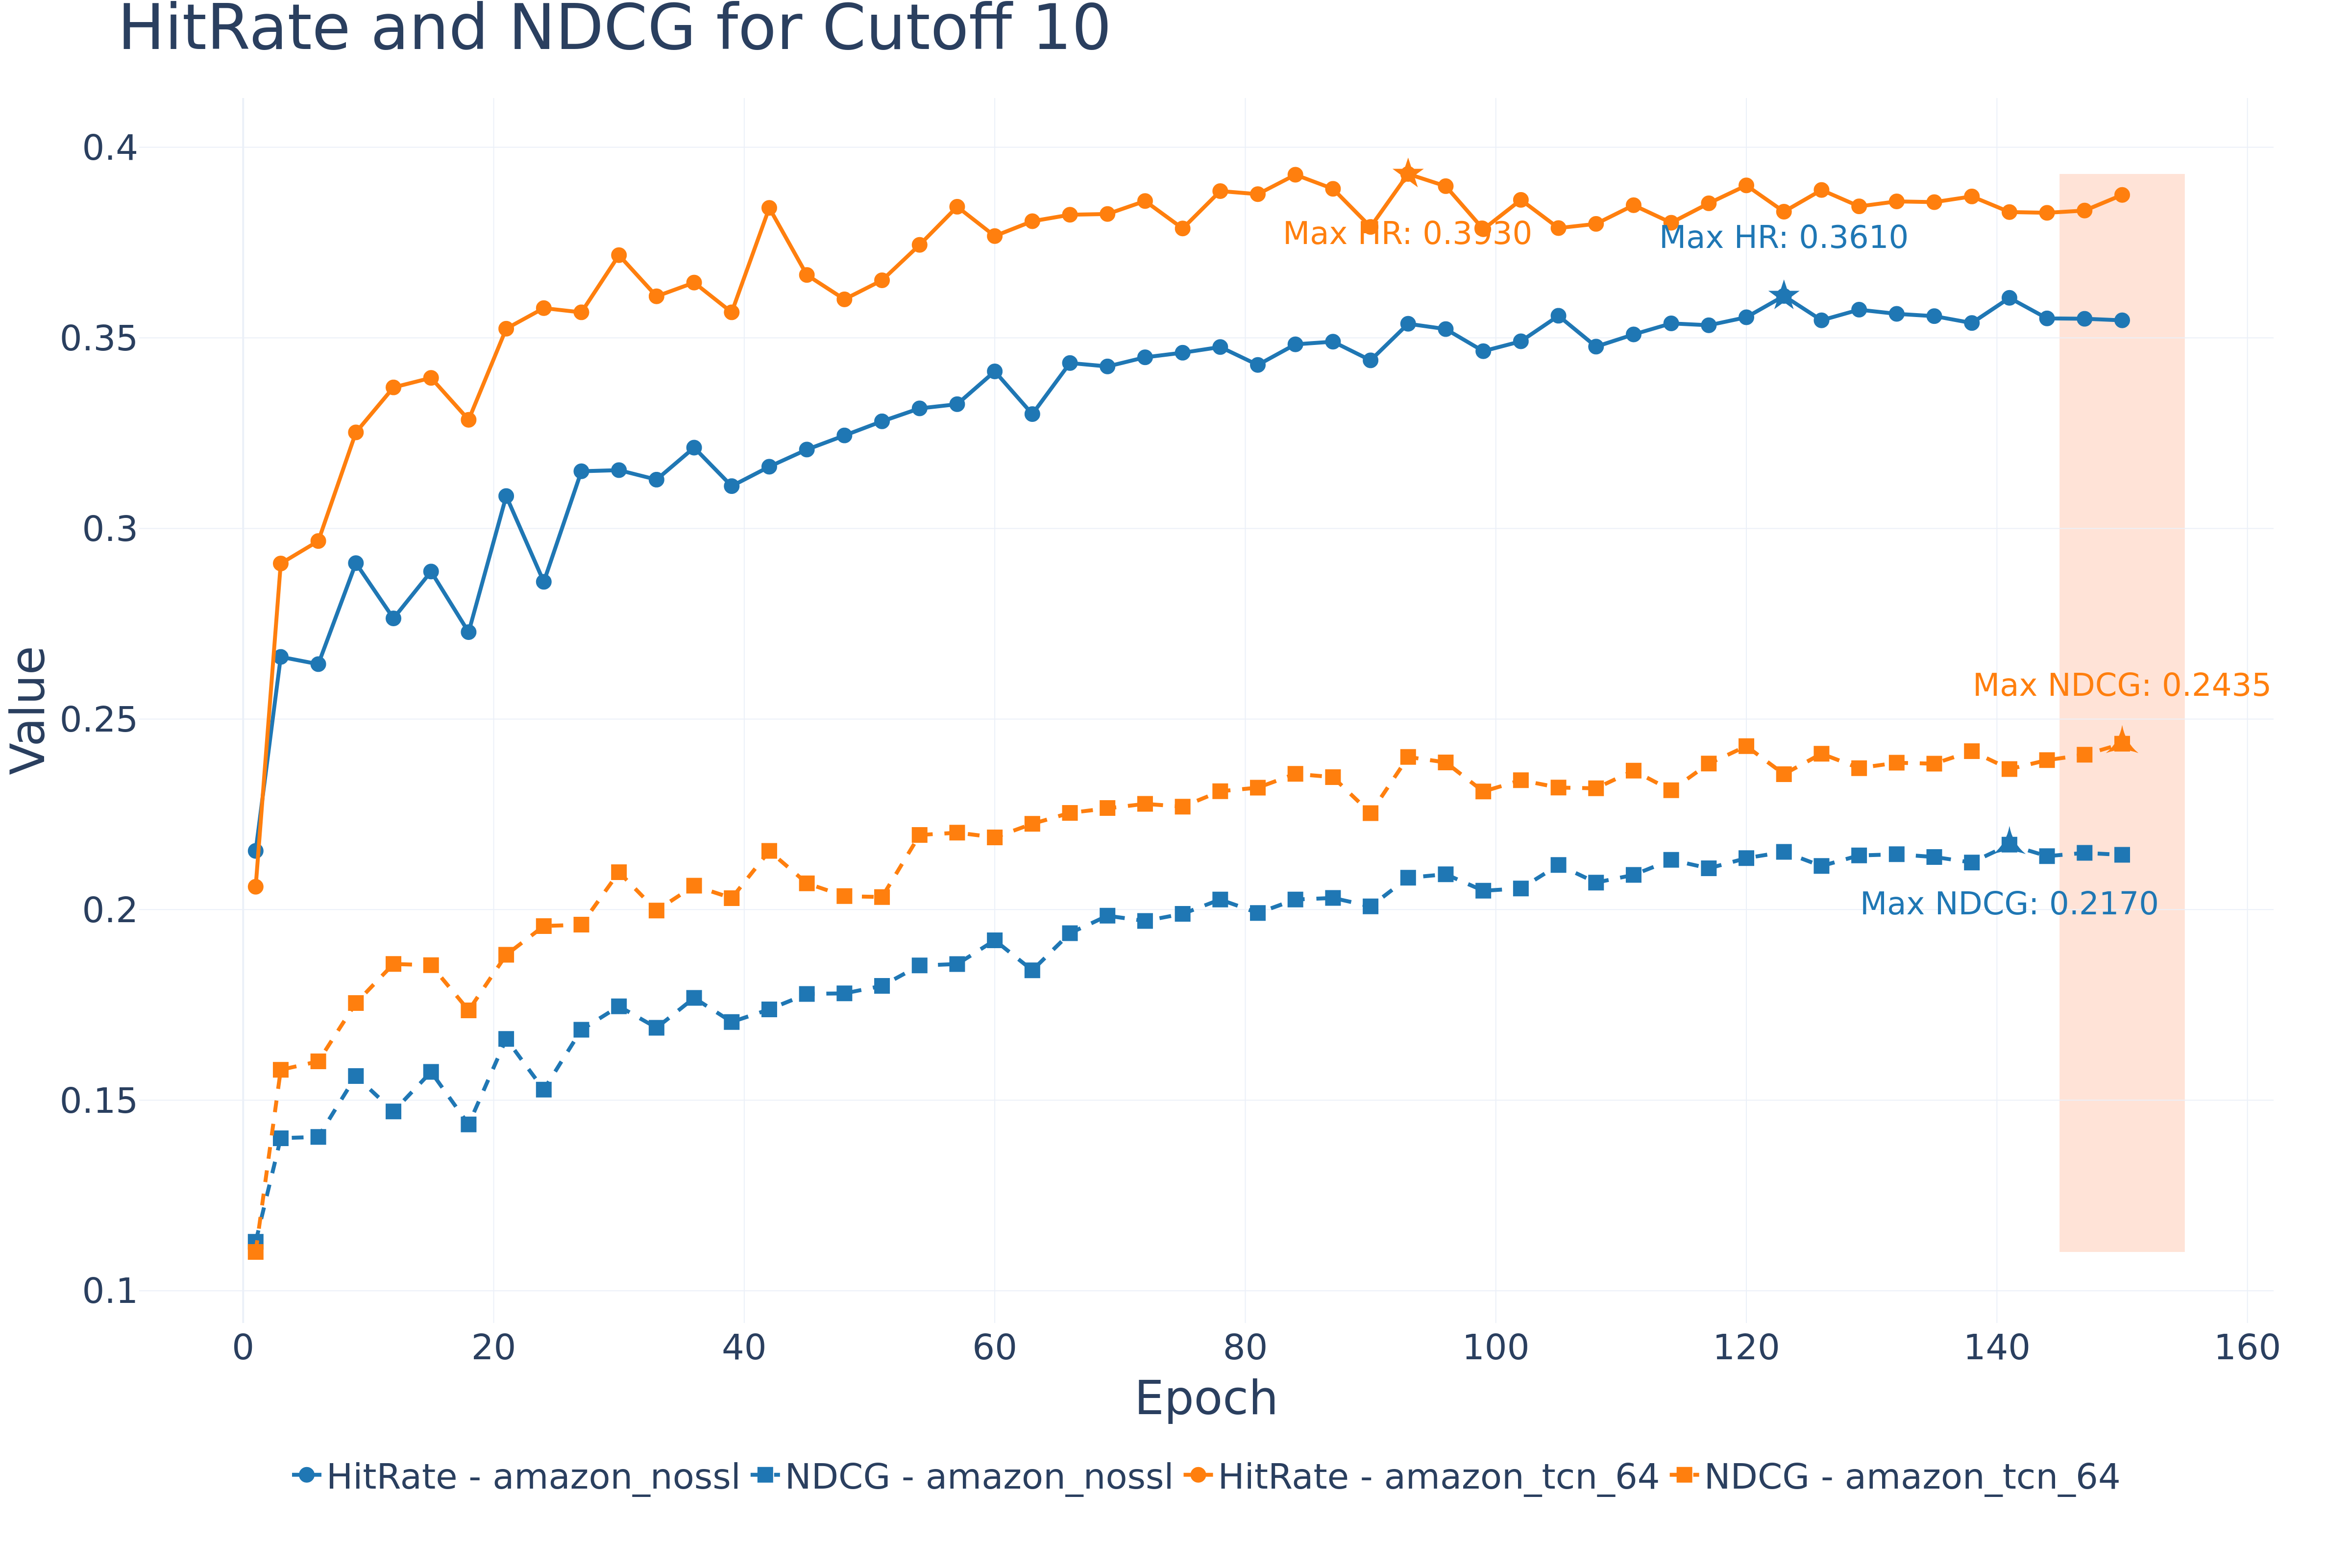 HitRate and NDCG for Cutoff 10
0.4
0.35
0.3
0.25
0.2
0.15
0.1
Value
Max HR: 0.3930
Max HR: 0.3610
Max NDCG: 0.2435
Max NDCG: 0.2170
0 20 40 60 80 100 120 140 160
Epoch
HitRate - amazon_nossl NDCG - amazon_nossl HitRate - amazon_tcn_64 NDCG - amazon_tcn_64